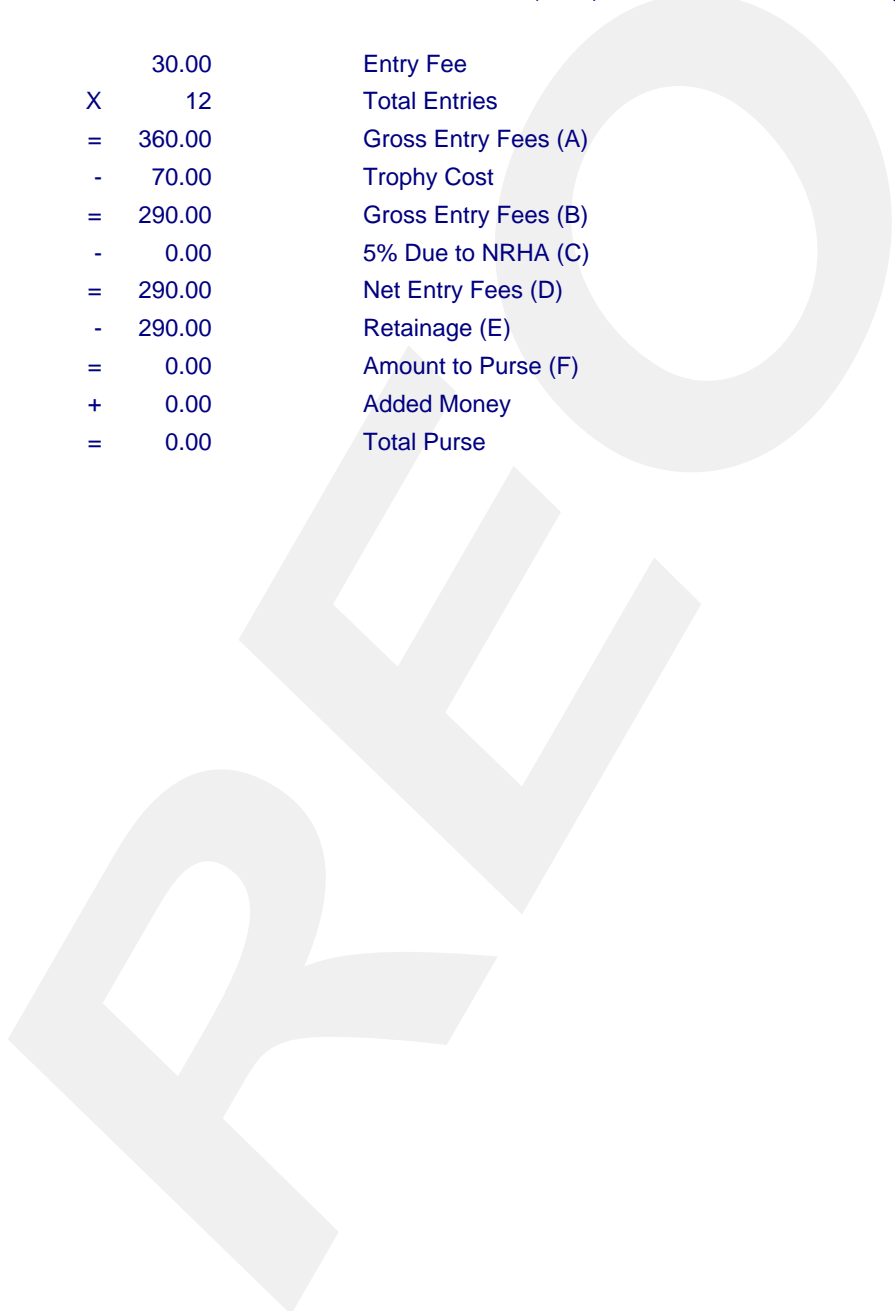 30.00 Entry Fee
X 12 Total Entries
= 360.00 Gross Entry Fees (A)
- 70.00 Trophy Cost
= 290.00 Gross Entry Fees (B)
- 0.00 5% Due to NRHA (C)
= 290.00 Net Entry Fees (D)
- 290.00 Retainage (E)
= 0.00 Amount to Purse (F)
+ 0.00 Added Money
= 0.00 Total Purse
REO